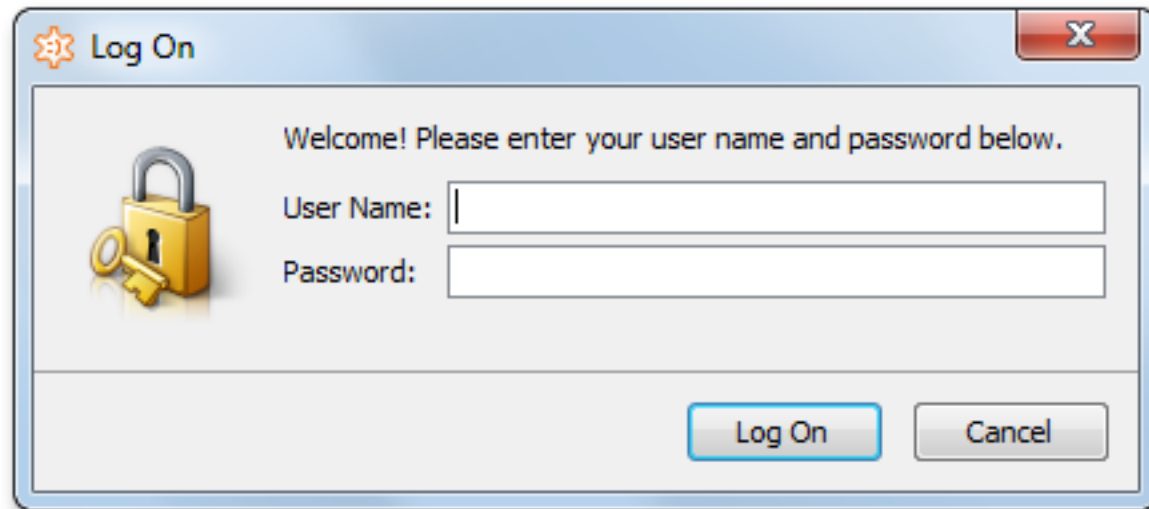 Log On
Welcome! Please enter your user name and password below.
User Name:
Password:
Log On Cancel